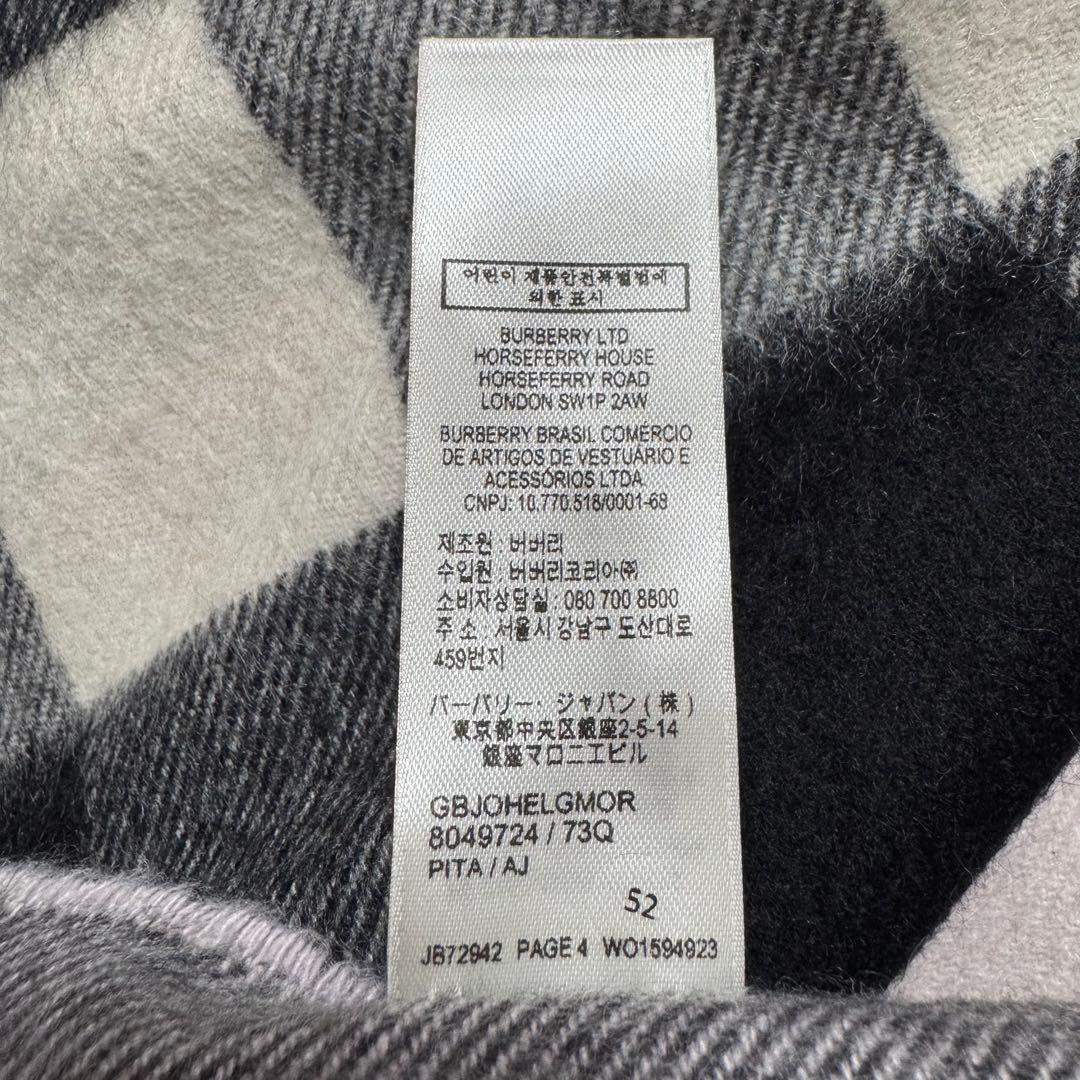 어린이 제품안전특별법에
의한 표시
BURBERRY LTD
HORSEFERRY HOUSE
HORSEFERRY ROAD
LONDON SW1P 2AW
BURBERRY BRASIL COMERCIO
DE ARTIGOS DE VESTUÁRIO E
ACESSÓRIOS LTDA
CNPJ: 10.770.518/0001-68
제조원 : 버버리
수입원 : 버버리코리아㈜
소비자상담실 : 080 700 8800
주 소 : 서울시 강남구 도산대로
459번지
バーバリー・ジャパン(株)
東京都中央区銀座2-5-14
銀座マロニエビル
GBJOHELGMOR
8049724 / 73Q
PITA / AJ
52
JB72942 PAGE 4 WO1594923